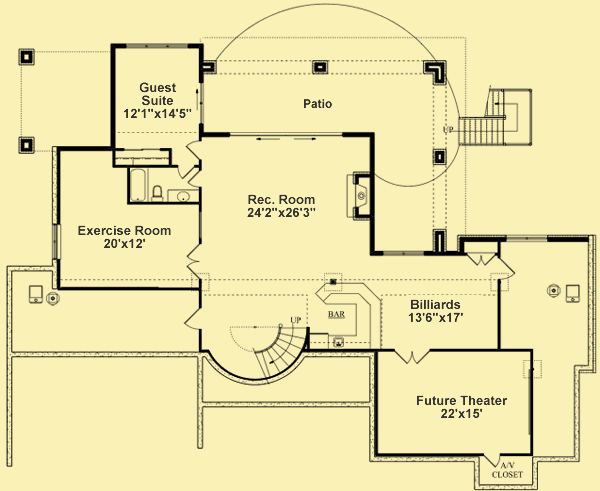 Guest
Suite
12'1"x14'5"
Patio
UP
Rec. Room
24'2"x26'3"
Exercise Room
20'x12'
Billiards
13'6"x17'
UP
BAR
Future Theater
22'x15'
A/V
CLOSET